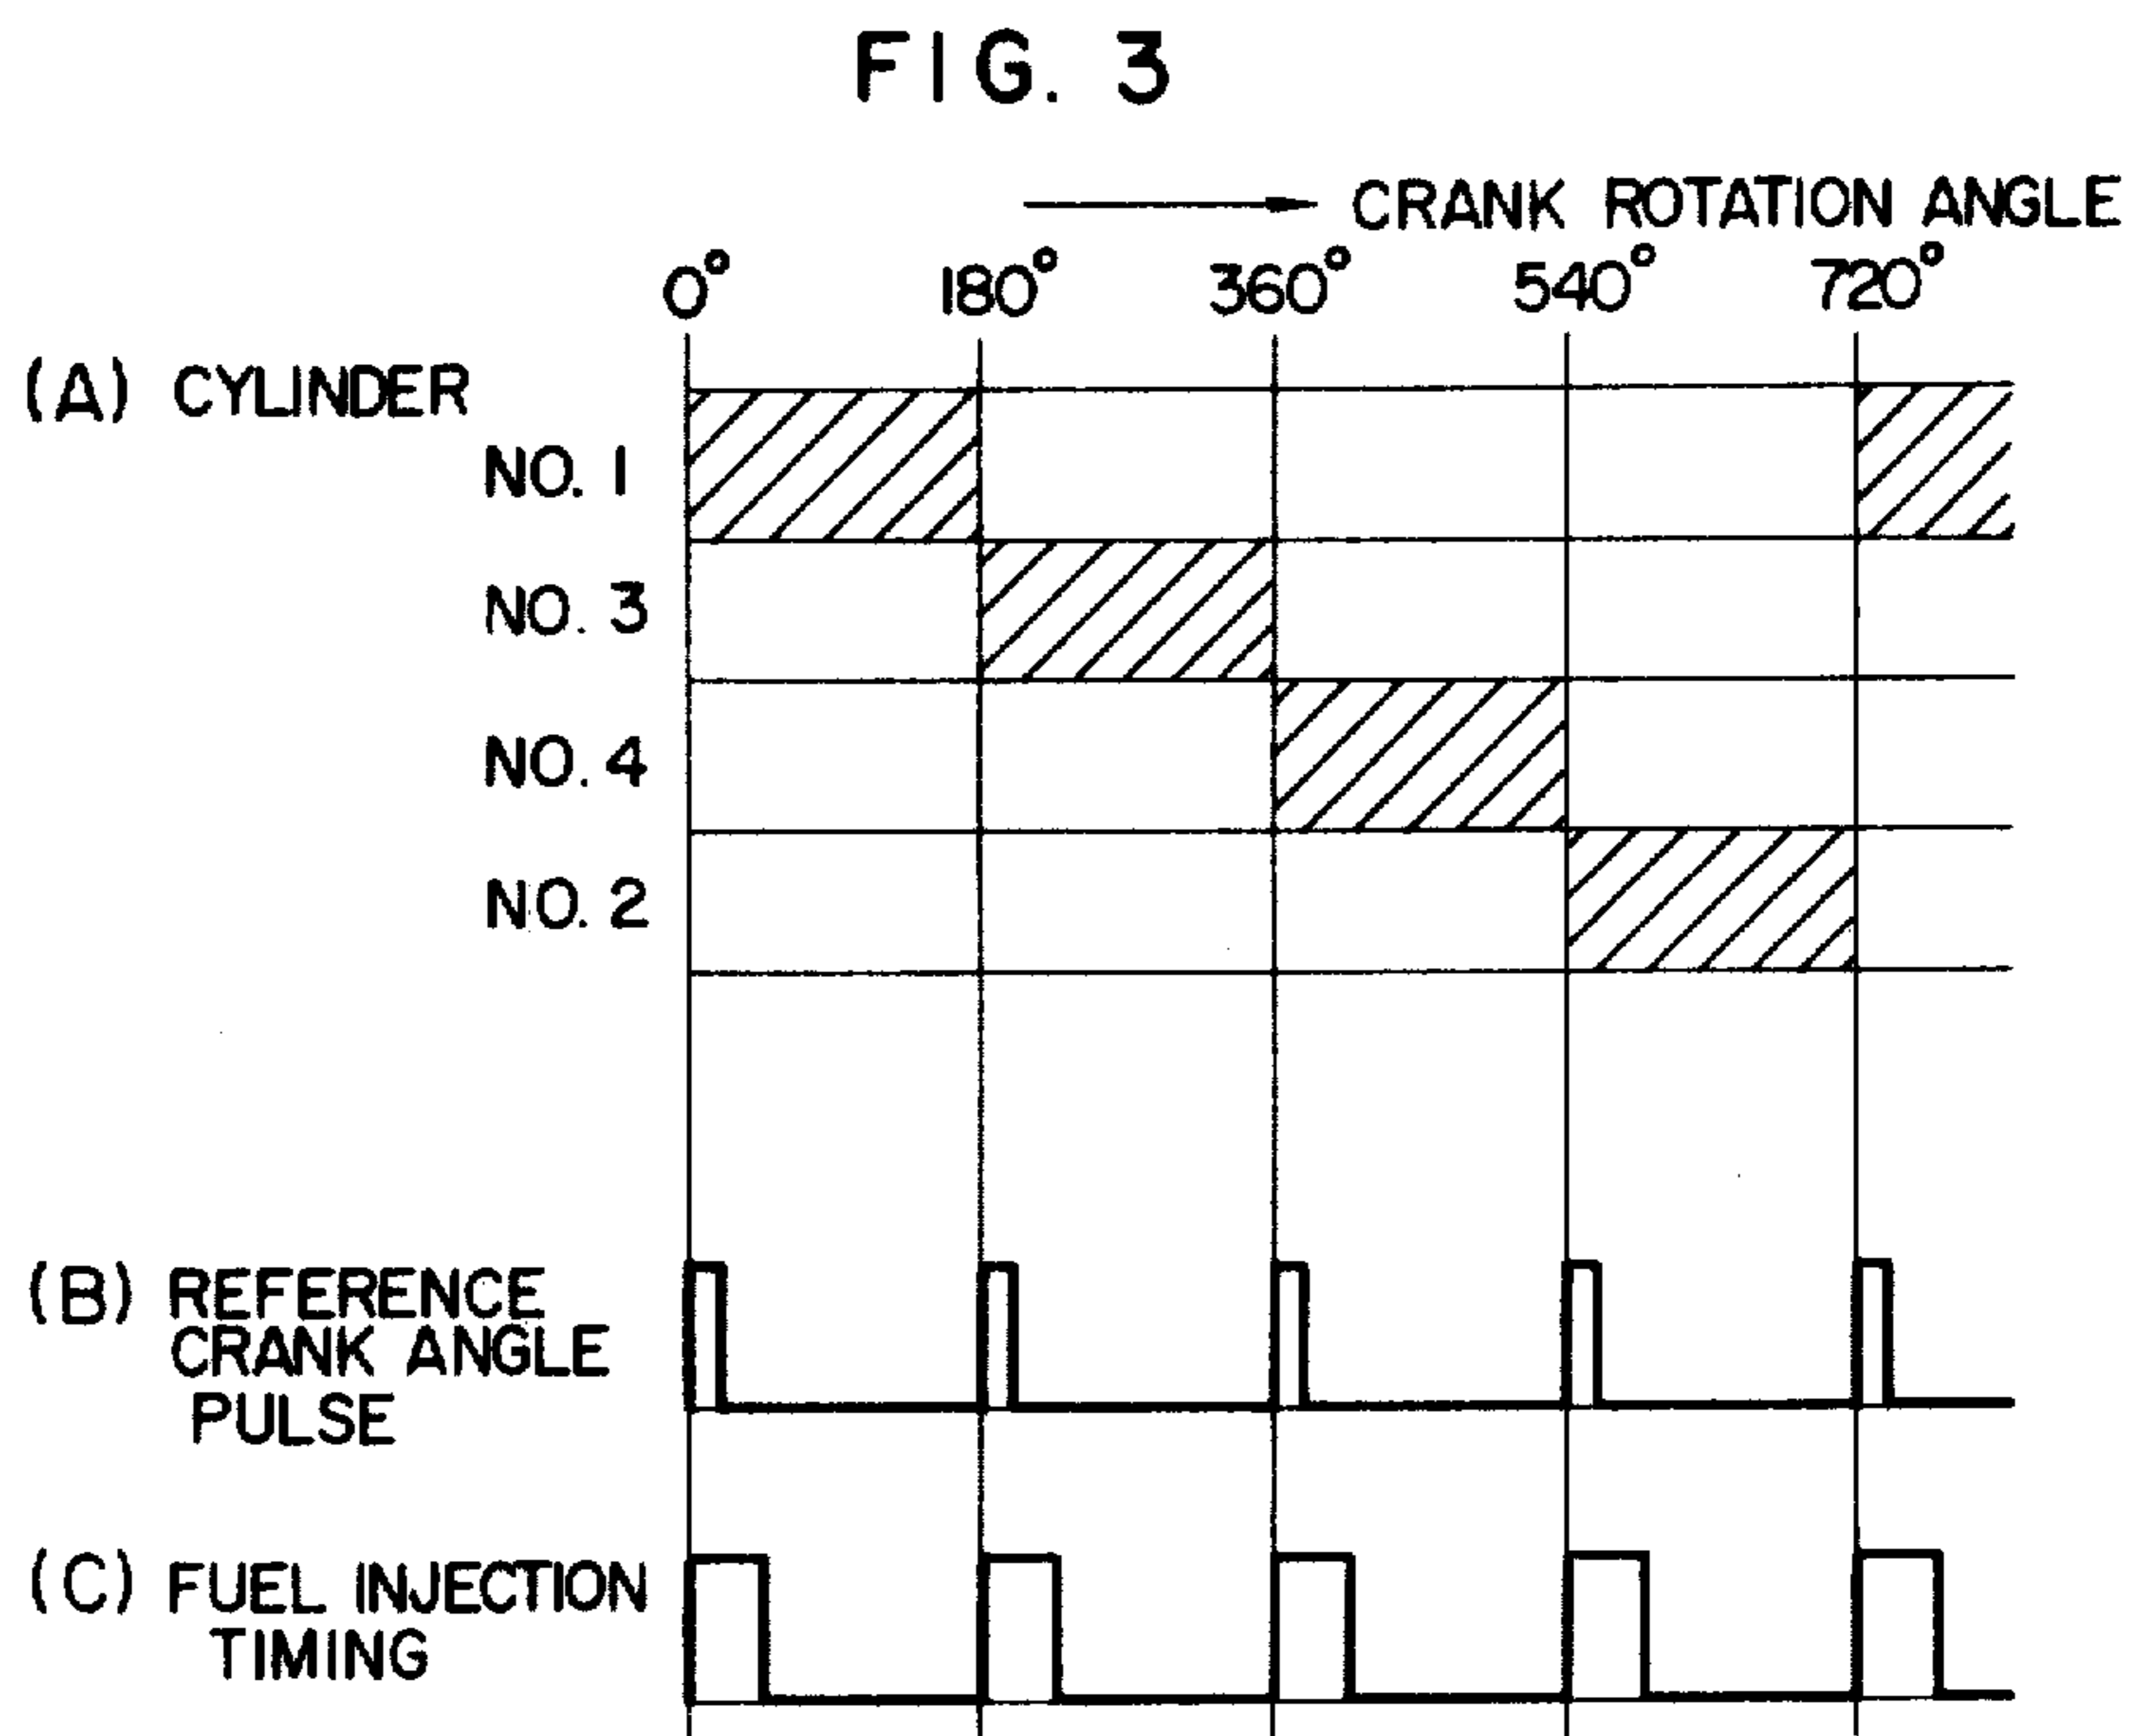 FIG. 3
CRANK ROTATION ANGLE
0° 180° 360° 540° 720°
(A) CYLINDER
NO. 1
NO. 3
NO. 4
NO. 2
(B) REFERENCE
CRANK ANGLE
PULSE
(C) FUEL INJECTION
TIMING